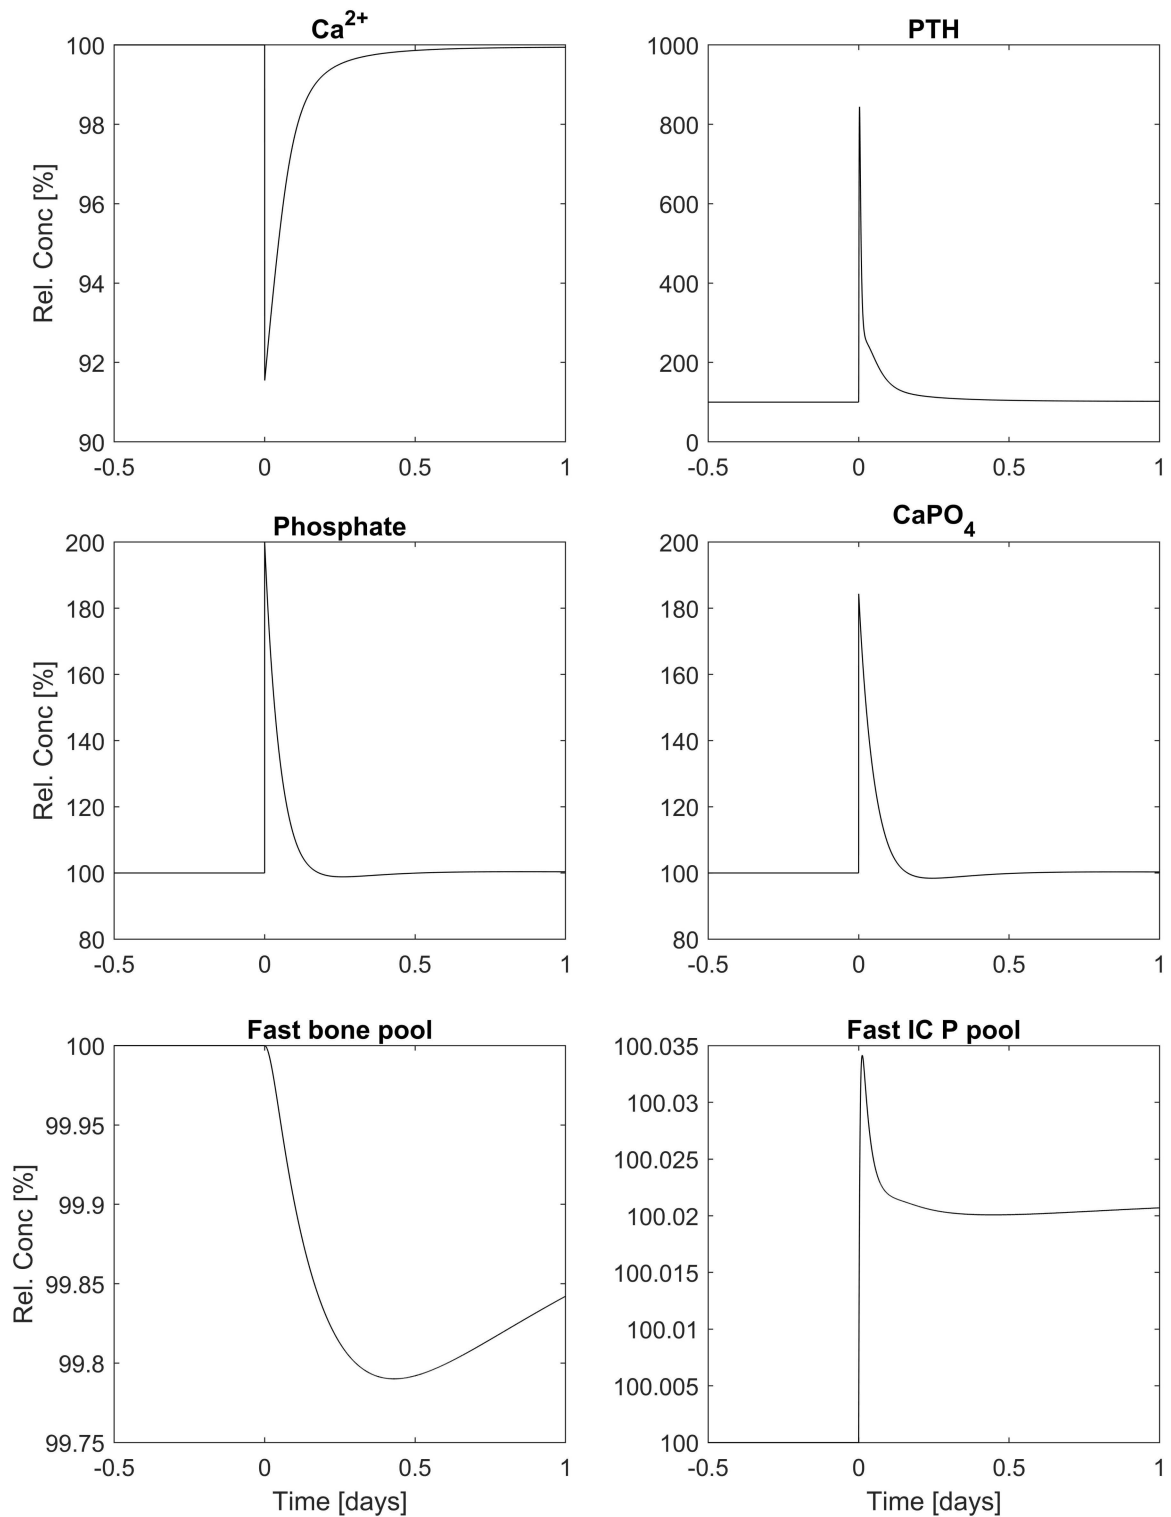 Ca2+
PTH
100
98
96
94
92
90
Rel. Conc [%]
-0.5 0 0.5 1
1000
800
600
400
200
0
-0.5 0 0.5 1
Phosphate
CaPO4
200
180
160
140
120
100
80
Rel. Conc [%]
-0.5 0 0.5 1
200
180
160
140
120
100
80
-0.5 0 0.5 1
Fast bone pool
Fast IC P pool
100
99.95
99.9
99.85
99.8
99.75
Rel. Conc [%]
-0.5 0 0.5 1
Time [days]
100.035
100.03
100.025
100.02
100.015
100.01
100.005
100
-0.5 0 0.5 1
Time [days]